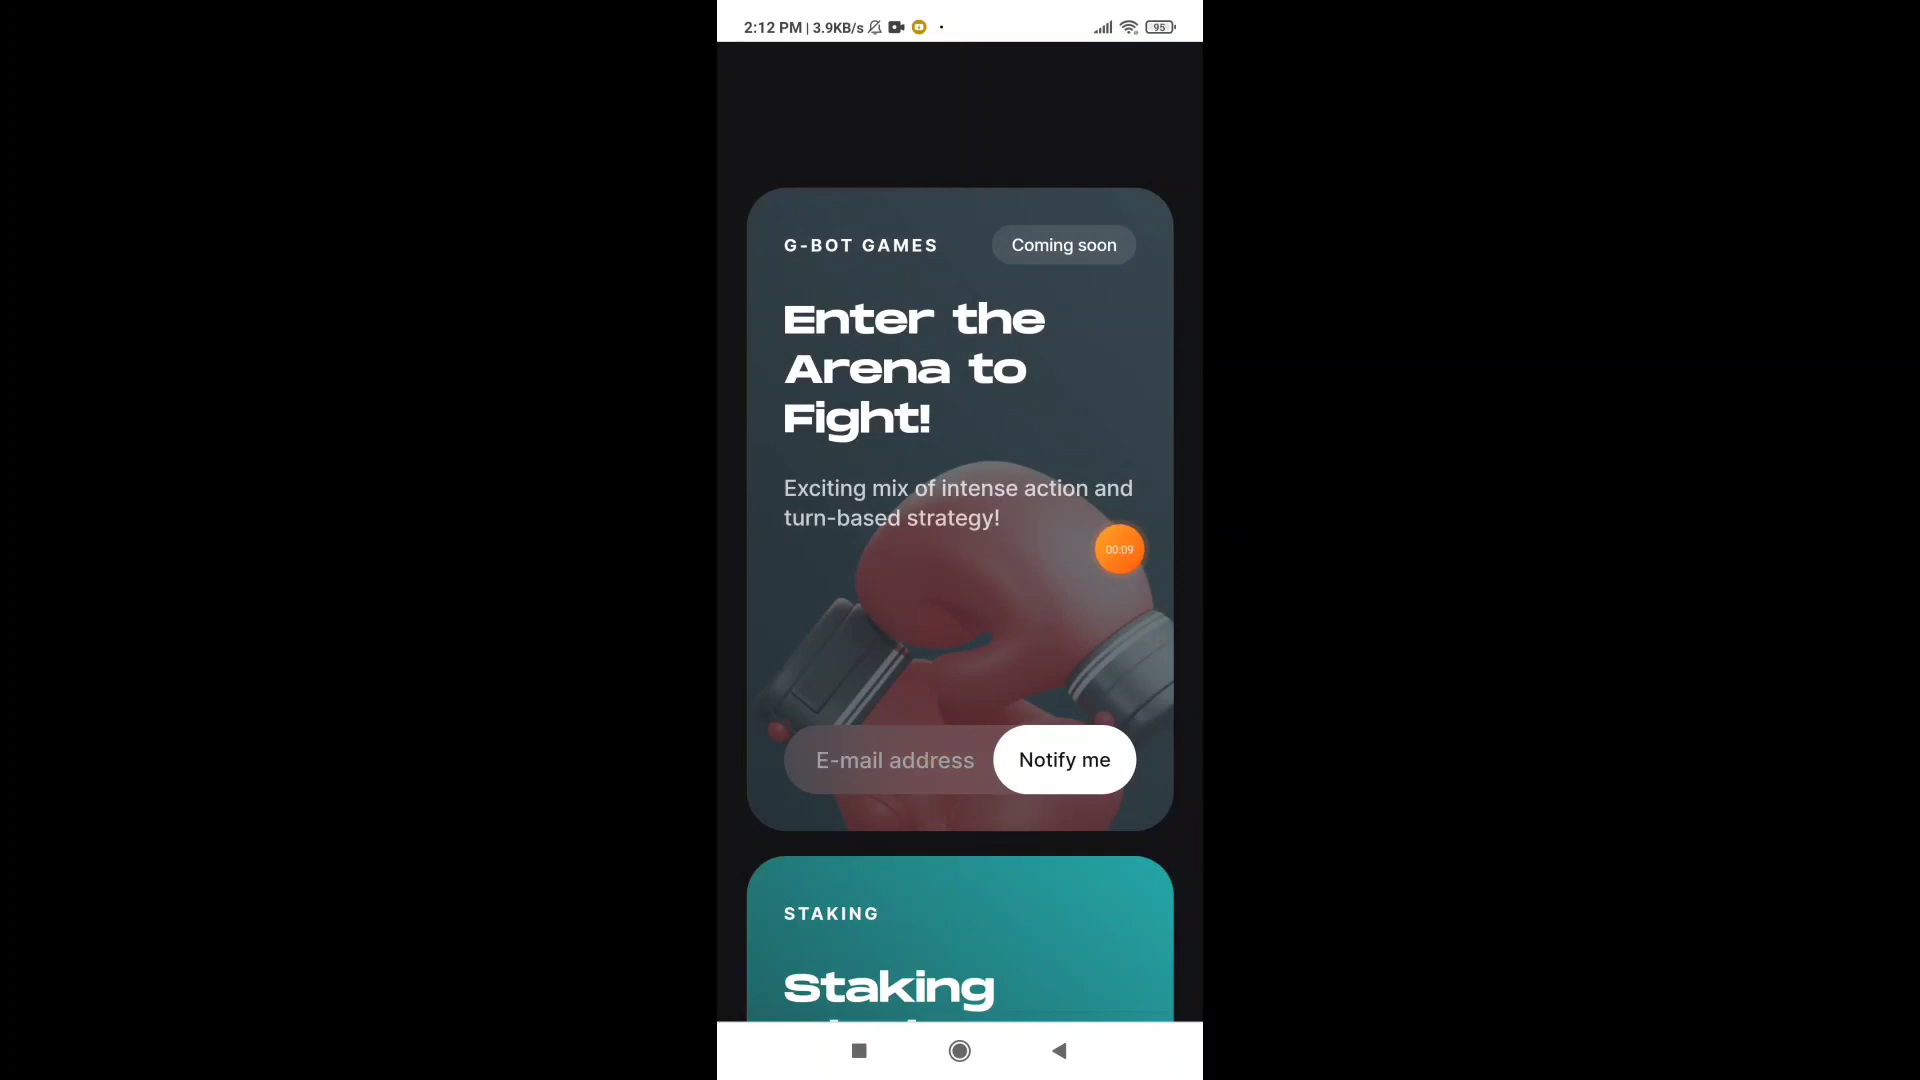 2:12 PM | 3.9KB/s
95
G-BOT GAMES
Coming soon
Enter the
Arena to
Fight!
Exciting mix of intense action and
turn-based strategy!
00:09
E-mail address
Notify me
STAKING
Staking